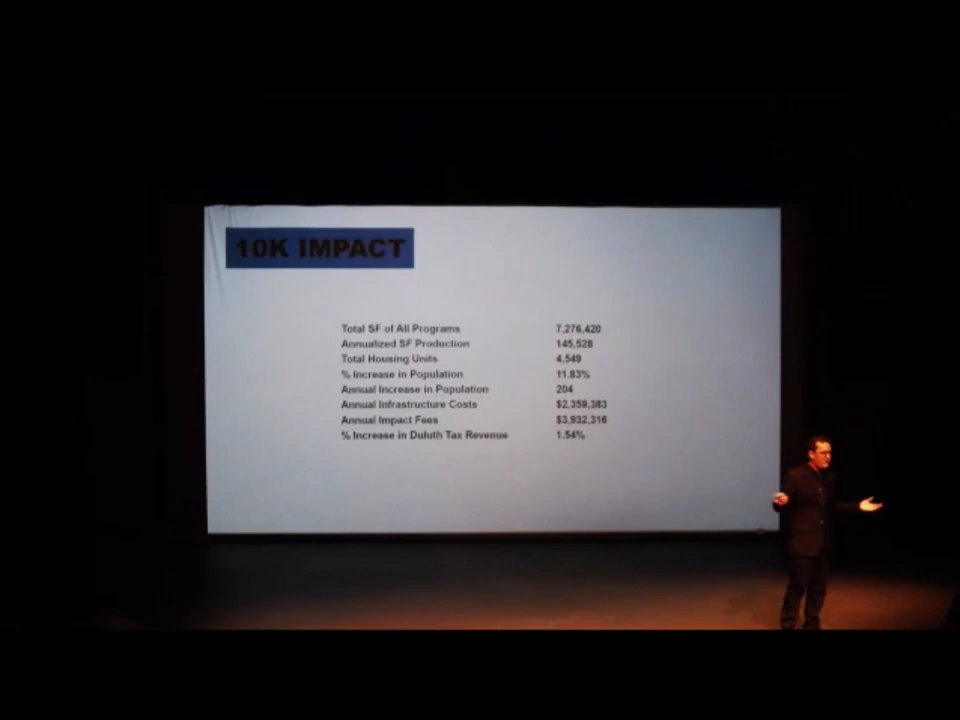 10K IMPACT
Total SF of All Programs 7,276,420
Annualized SF Production 145,528
Total Housing Units 4,549
% Increase in Population 11.83%
Annual Increase in Population 204
Annual Infrastructure Costs $2,359,383
Annual Impact Fees $3,932,316
% Increase in Duluth Tax Revenue 1.54%